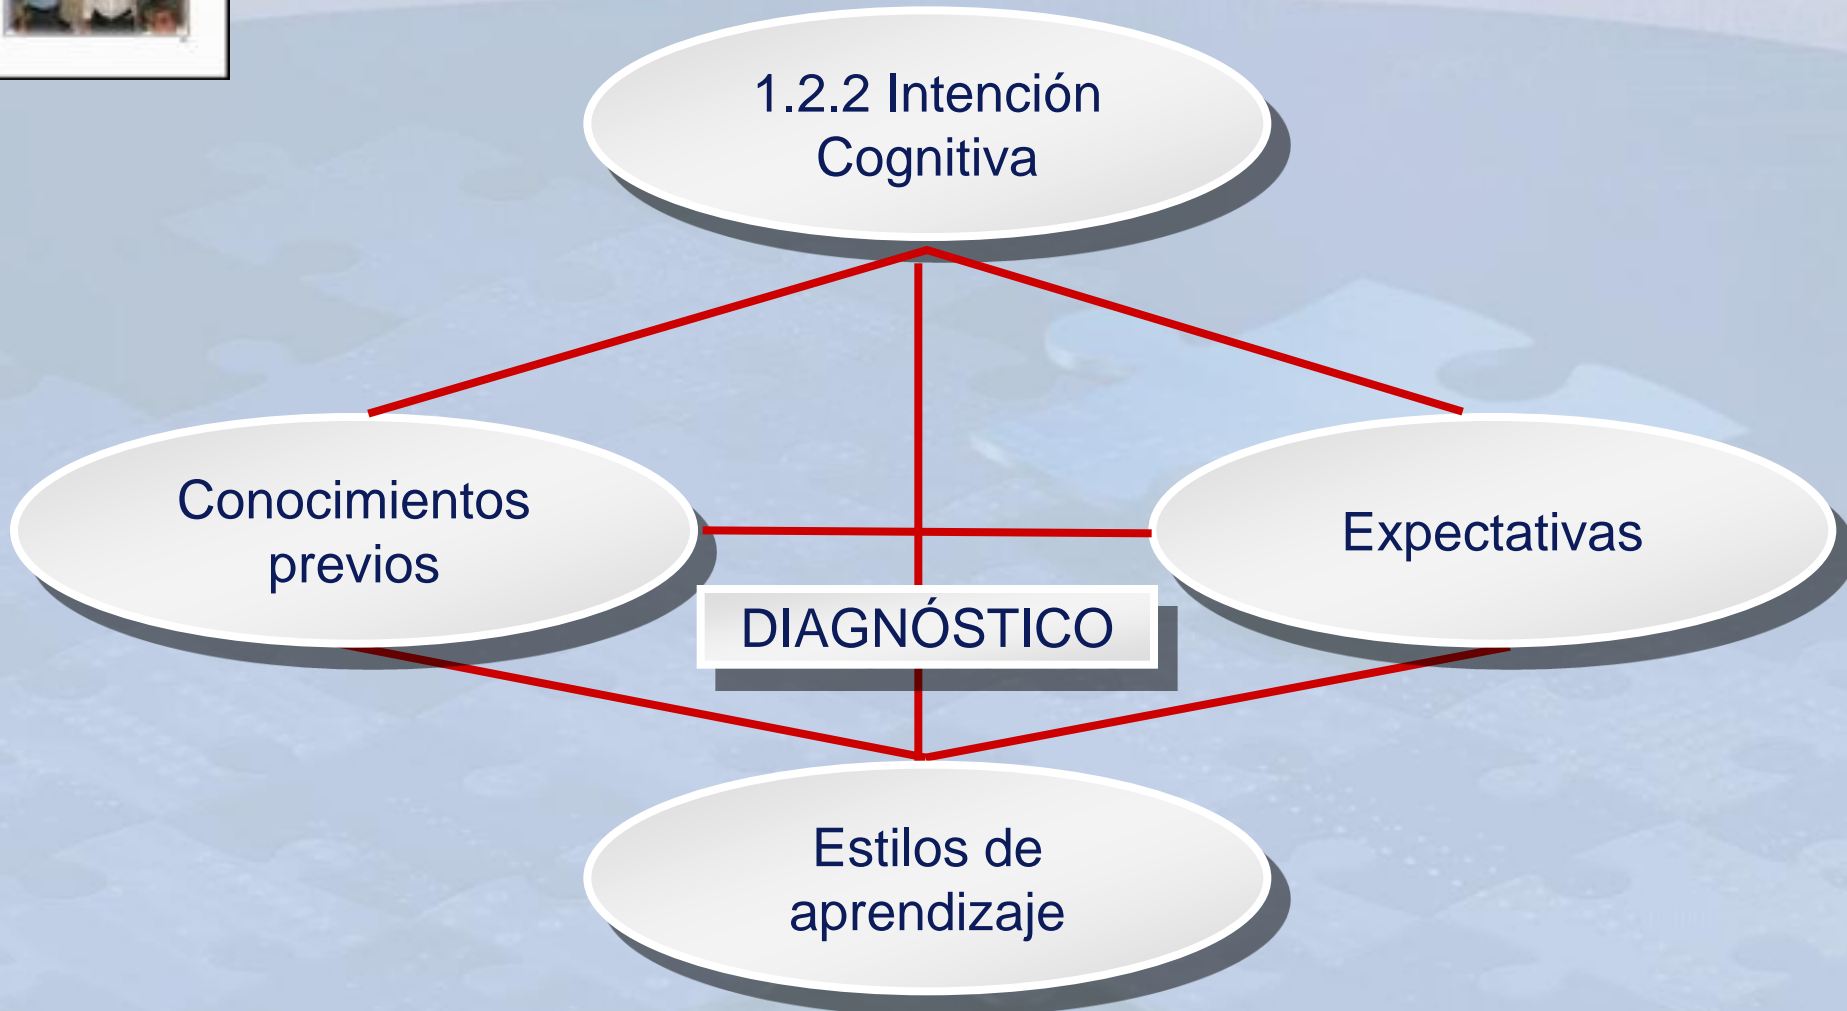 1.2.2 Intención
Cognitiva
Conocimientos
previos
Expectativas
DIAGNÓSTICO
Estilos de
aprendizaje